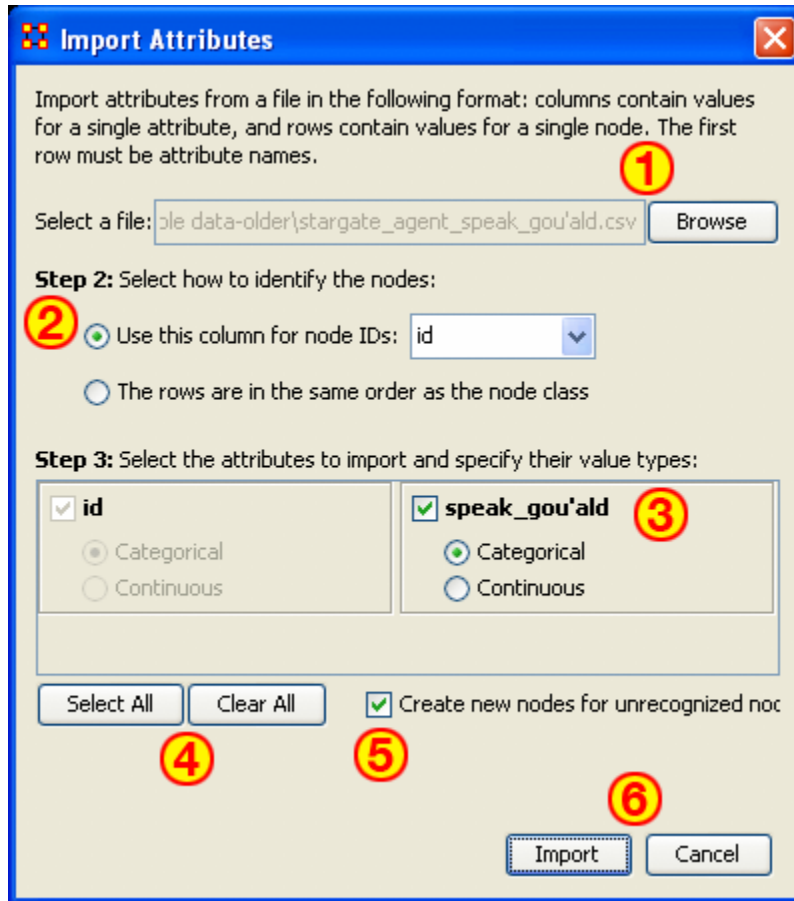 Import Attributes
Import attributes from a file in the following format: columns contain values
for a single attribute, and rows contain values for a single node. The first
row must be attribute names.
1
Select a file: ole data-older\stargate_agent_speak_gou'ald.csv Browse
Step 2: Select how to identify the nodes:
2
Use this column for node IDs: id
The rows are in the same order as the node class
Step 3: Select the attributes to import and specify their value types:
id speak_gou'ald 3
Categorical Categorical
Continuous Continuous
Select All Clear All Create new nodes for unrecognized noc
4 5
6
Import Cancel